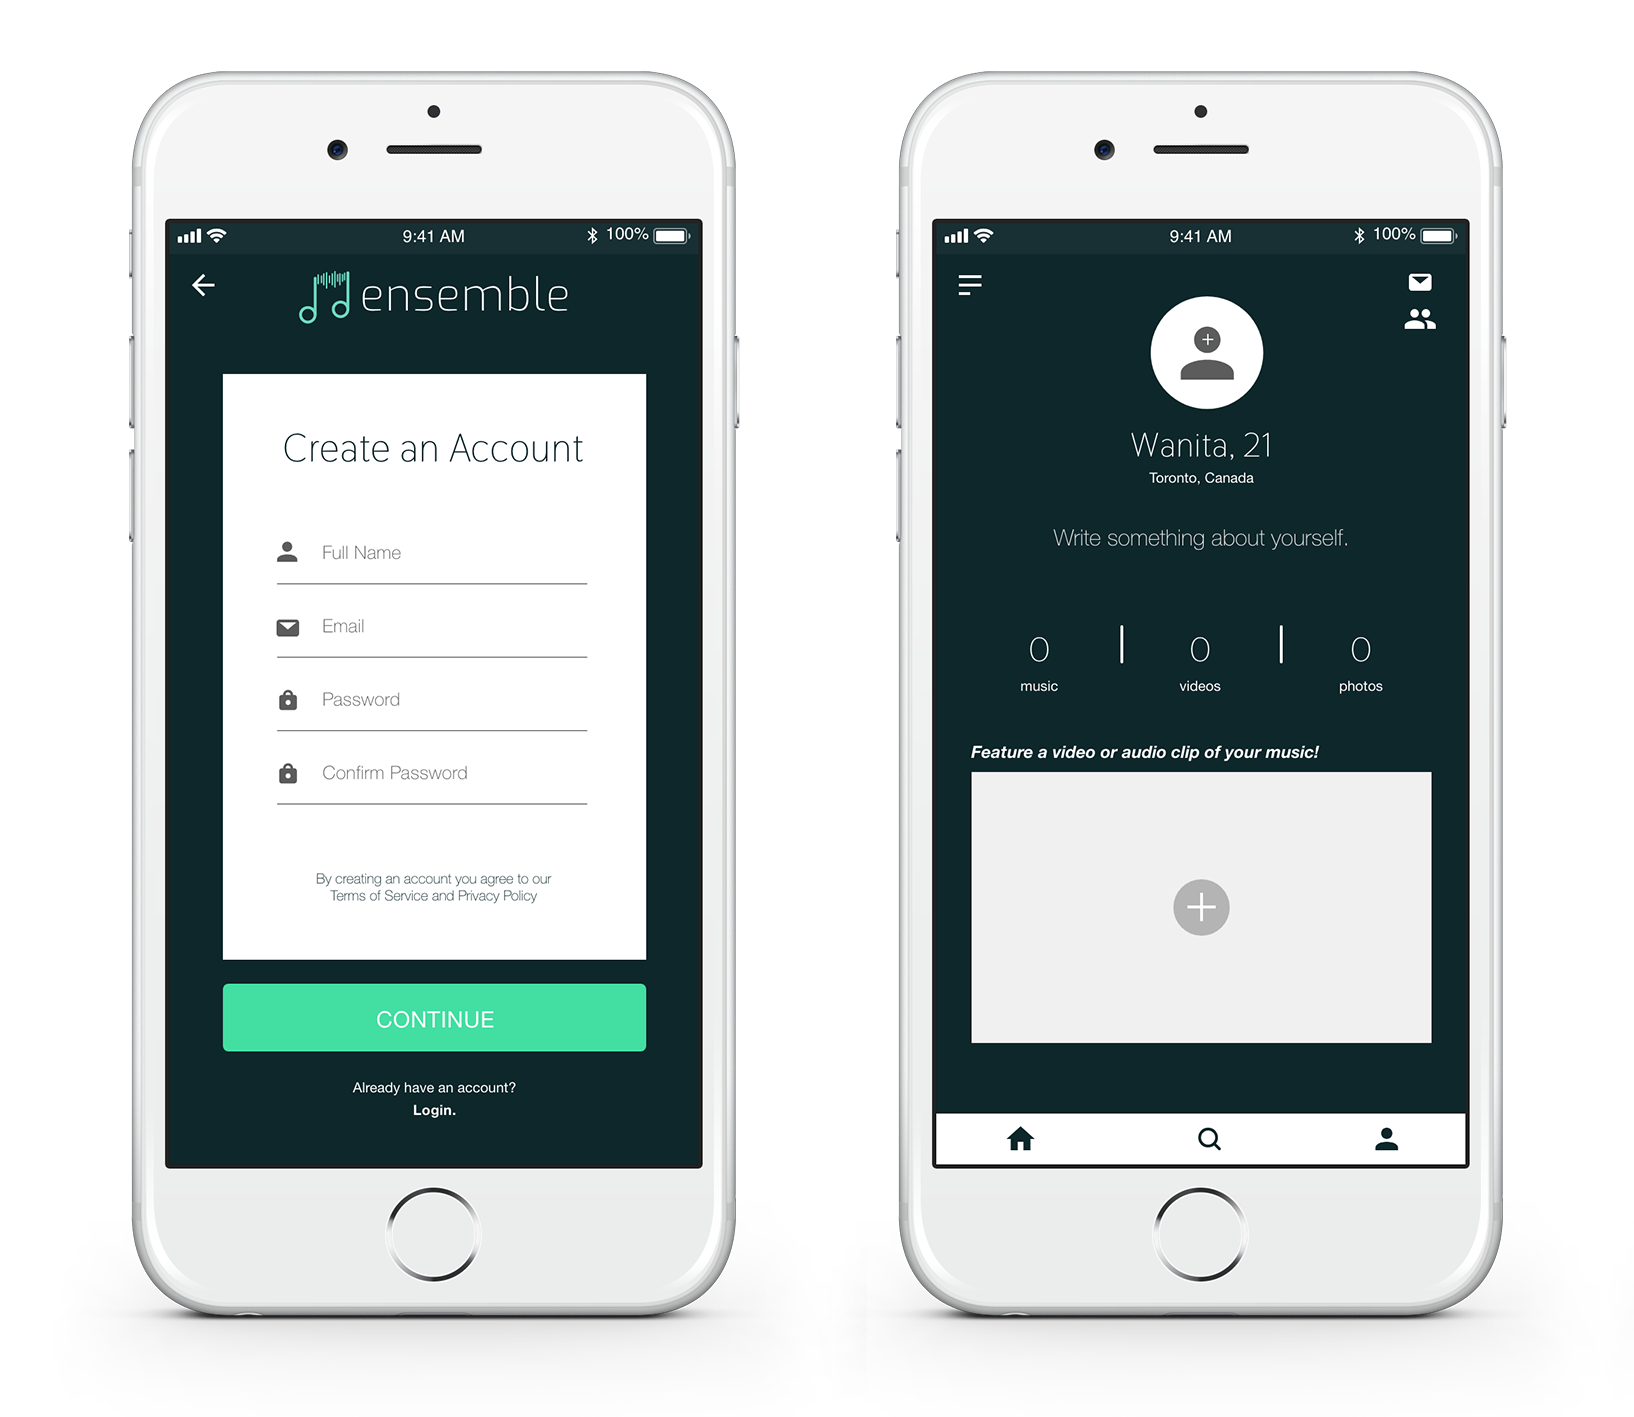 9:41 AM
100%
ensemble
Create an Account
Full Name
Email
Password
Confirm Password
By creating an account you agree to our
Terms of Service and Privacy Policy
CONTINUE
Already have an account?
Login.
9:41 AM
100%
Wanita, 21
Toronto, Canada
Write something about yourself.
0 0 0
music videos photos
Feature a video or audio clip of your music!